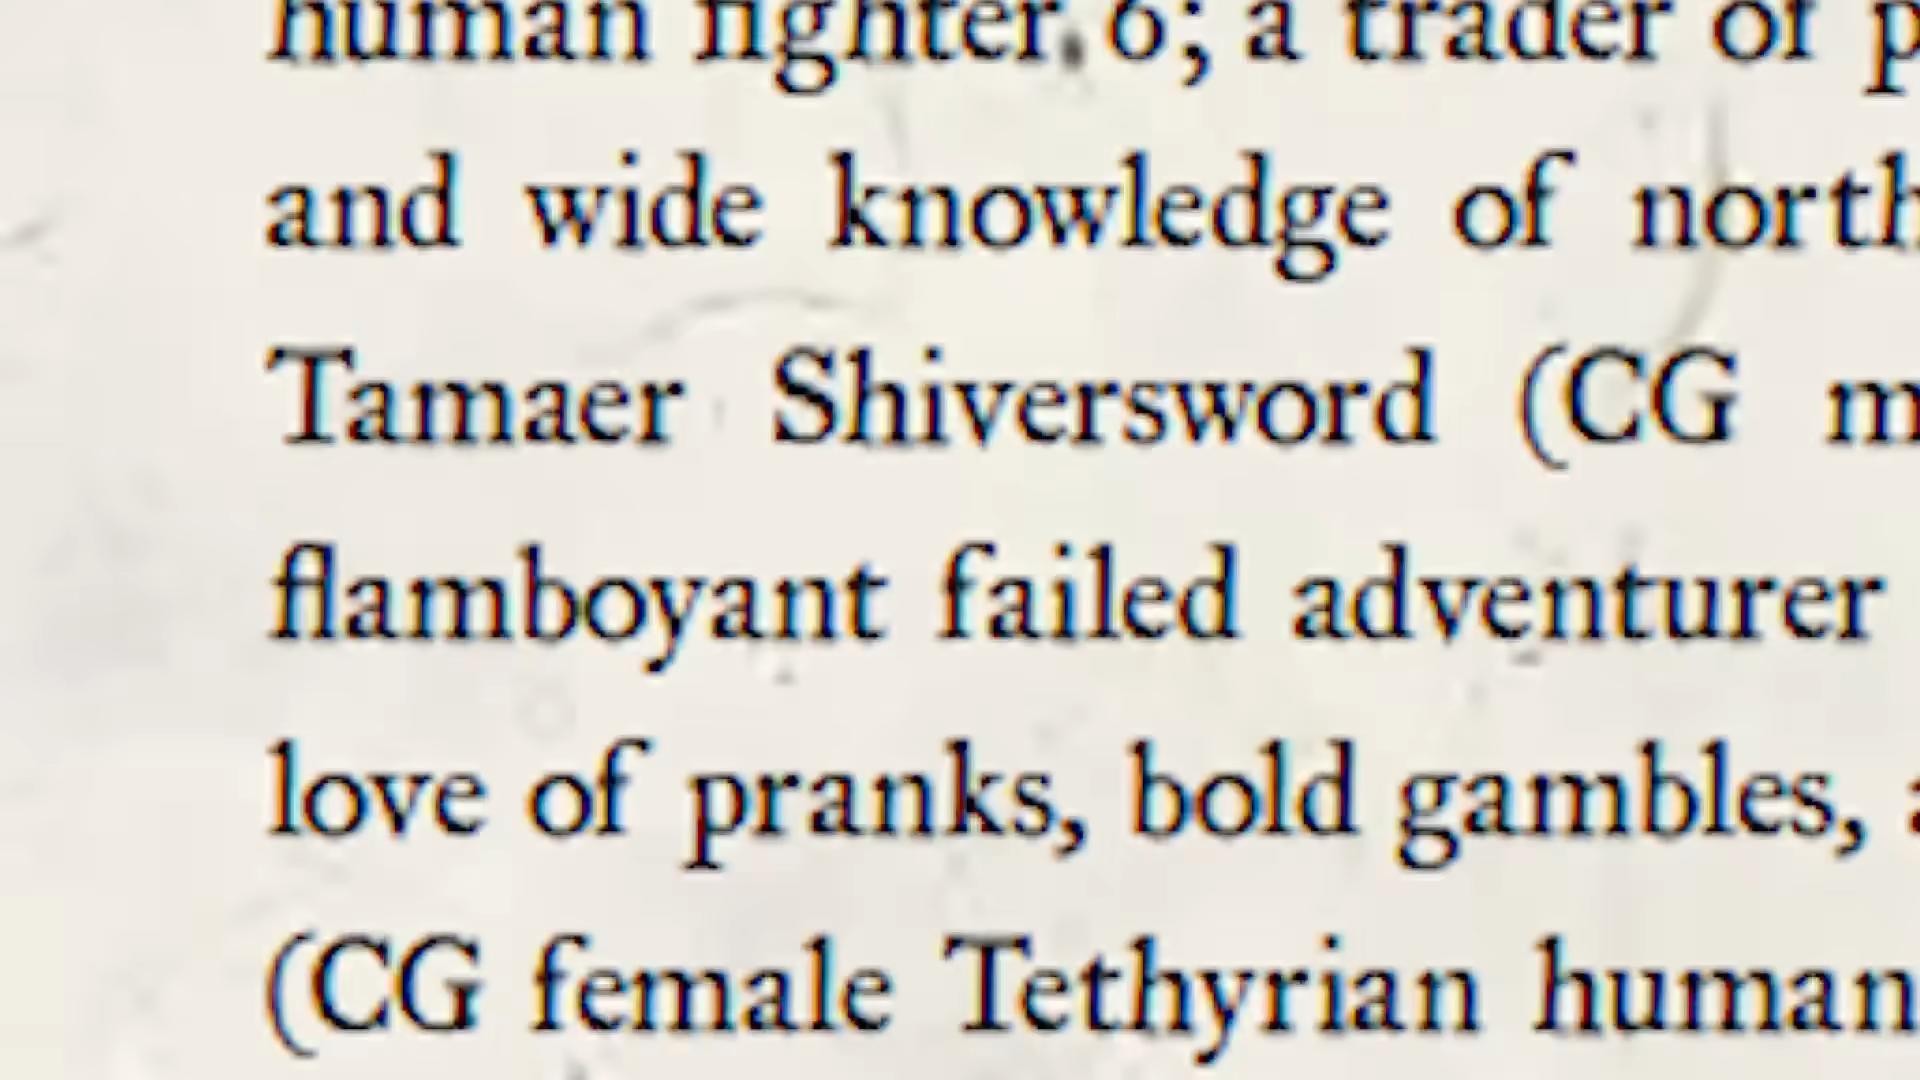 human fighter 6; a trader of
and wide knowledge of north
Tamaer Shiversword (CG
flamboyant failed adventurer
love of pranks, bold gambles,
(CG female Tethyrian human